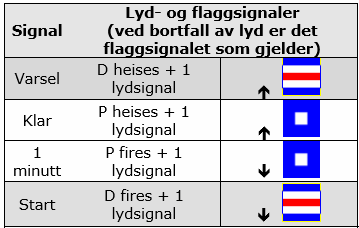 Signal
Lyd- og flaggsignaler
(ved bortfall av lyd er det
flaggsignalet som gjelder)
Varsel
D heises + 1
lydsignal
Klar
P heises + 1
lydsignal
1
minutt
P fires + 1
lydsignal
Start
D fires + 1
lydsignal